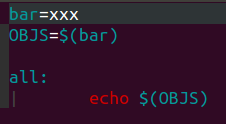 bar=xxx
OBJS=$(bar)
all:
echo $(OBJS)